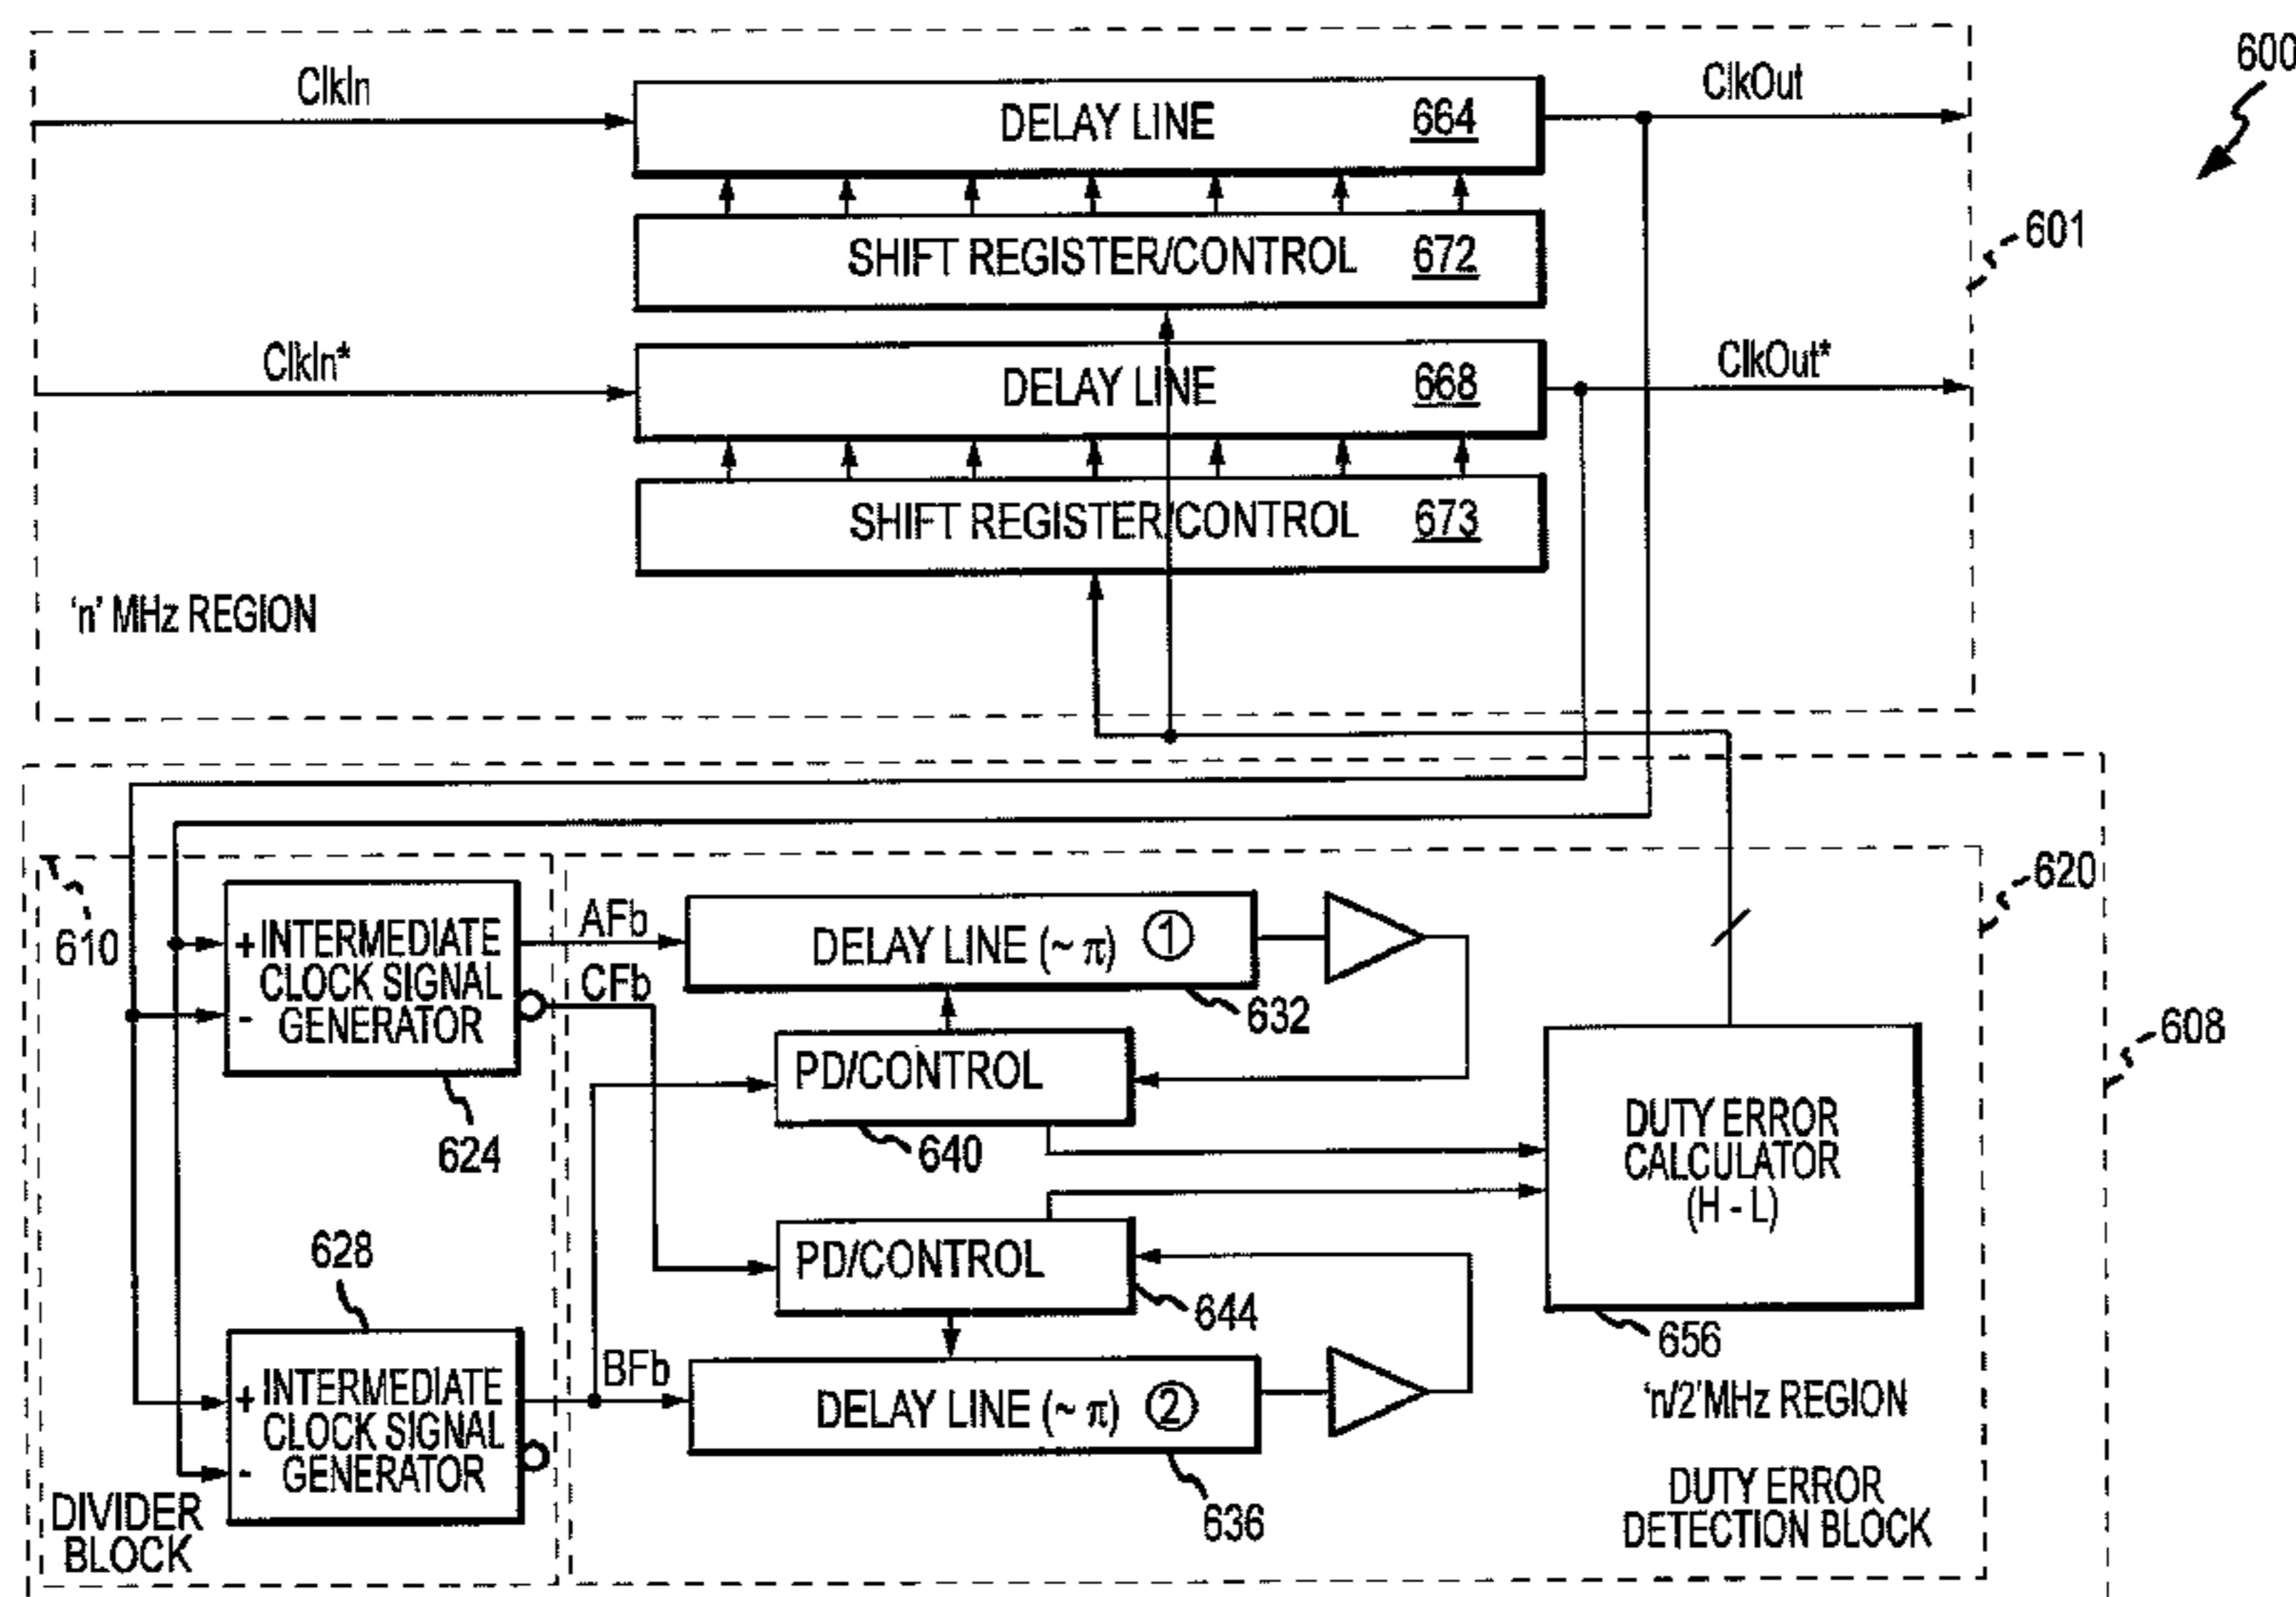 600
ClkIn
DELAY LINE 664
ClkOut
SHIFT REGISTER/CONTROL 672
601
ClkIn*
DELAY LINE 668
ClkOut*
SHIFT REGISTER/CONTROL 673
'n' MHz REGION
610
+ INTERMEDIATE
CLOCK SIGNAL
- GENERATOR
624
AFb
CFb
DELAY LINE (~ π) ①
632
620
608
PD/CONTROL
640
DUTY ERROR
CALCULATOR
(H - L)
656
PD/CONTROL
644
628
+ INTERMEDIATE
CLOCK SIGNAL
- GENERATOR
BFb
DELAY LINE (~ π) ②
636
'n/2' MHz REGION
DIVIDER
BLOCK
DUTY ERROR
DETECTION BLOCK